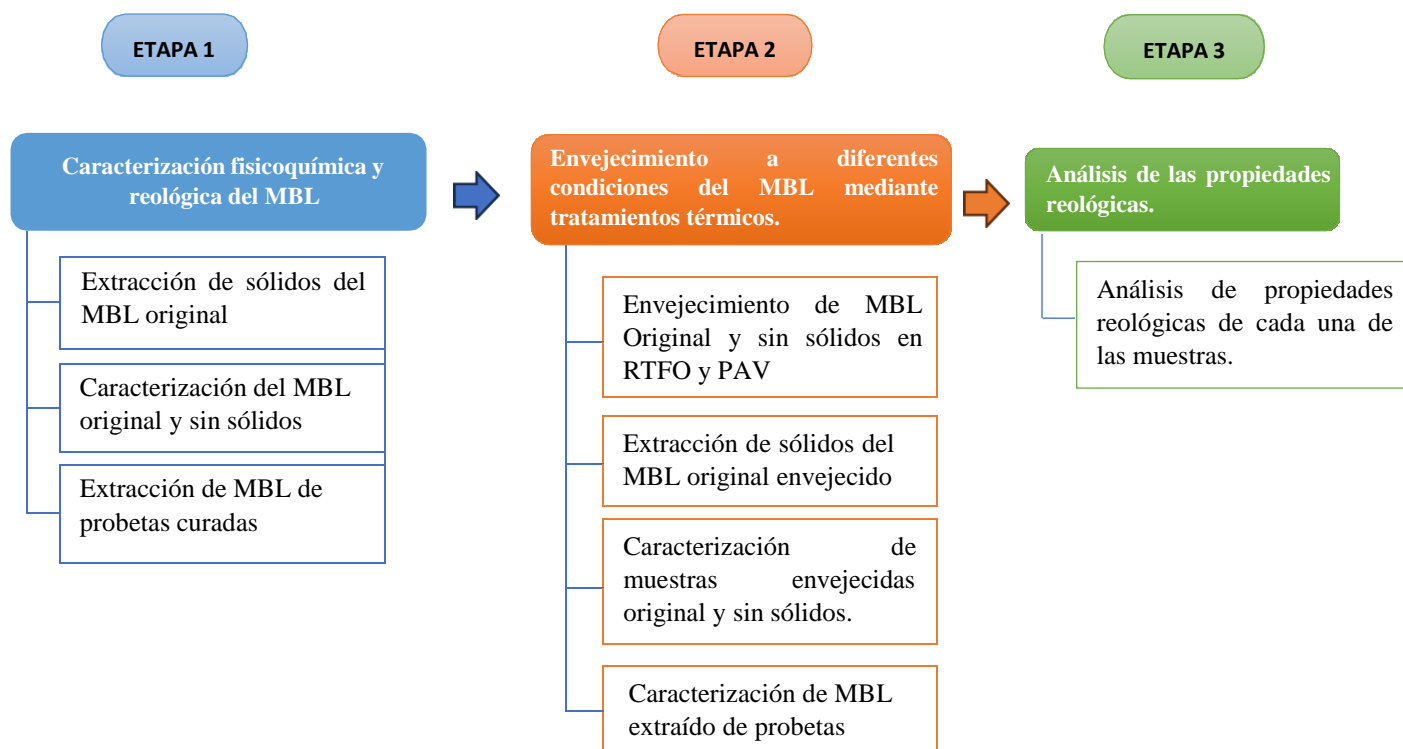 ETAPA 1
ETAPA 2
ETAPA 3
Caracterización fisicoquímica y
reológica del MBL
Extracción de sólidos del
MBL original
Caracterización del MBL
original y sin sólidos
Extracción de MBL de
probetas curadas
Envejecimiento a diferentes
condiciones del MBL mediante
tratamientos térmicos.
Envejecimiento de MBL
Original y sin sólidos en
RTFO y PAV
Extracción de sólidos del
MBL original envejecido
Caracterización de
muestras envejecidas
original y sin sólidos.
Caracterización de MBL
extraído de probetas
Análisis de las propiedades
reológicas.
Análisis de propiedades
reológicas de cada una de
las muestras.